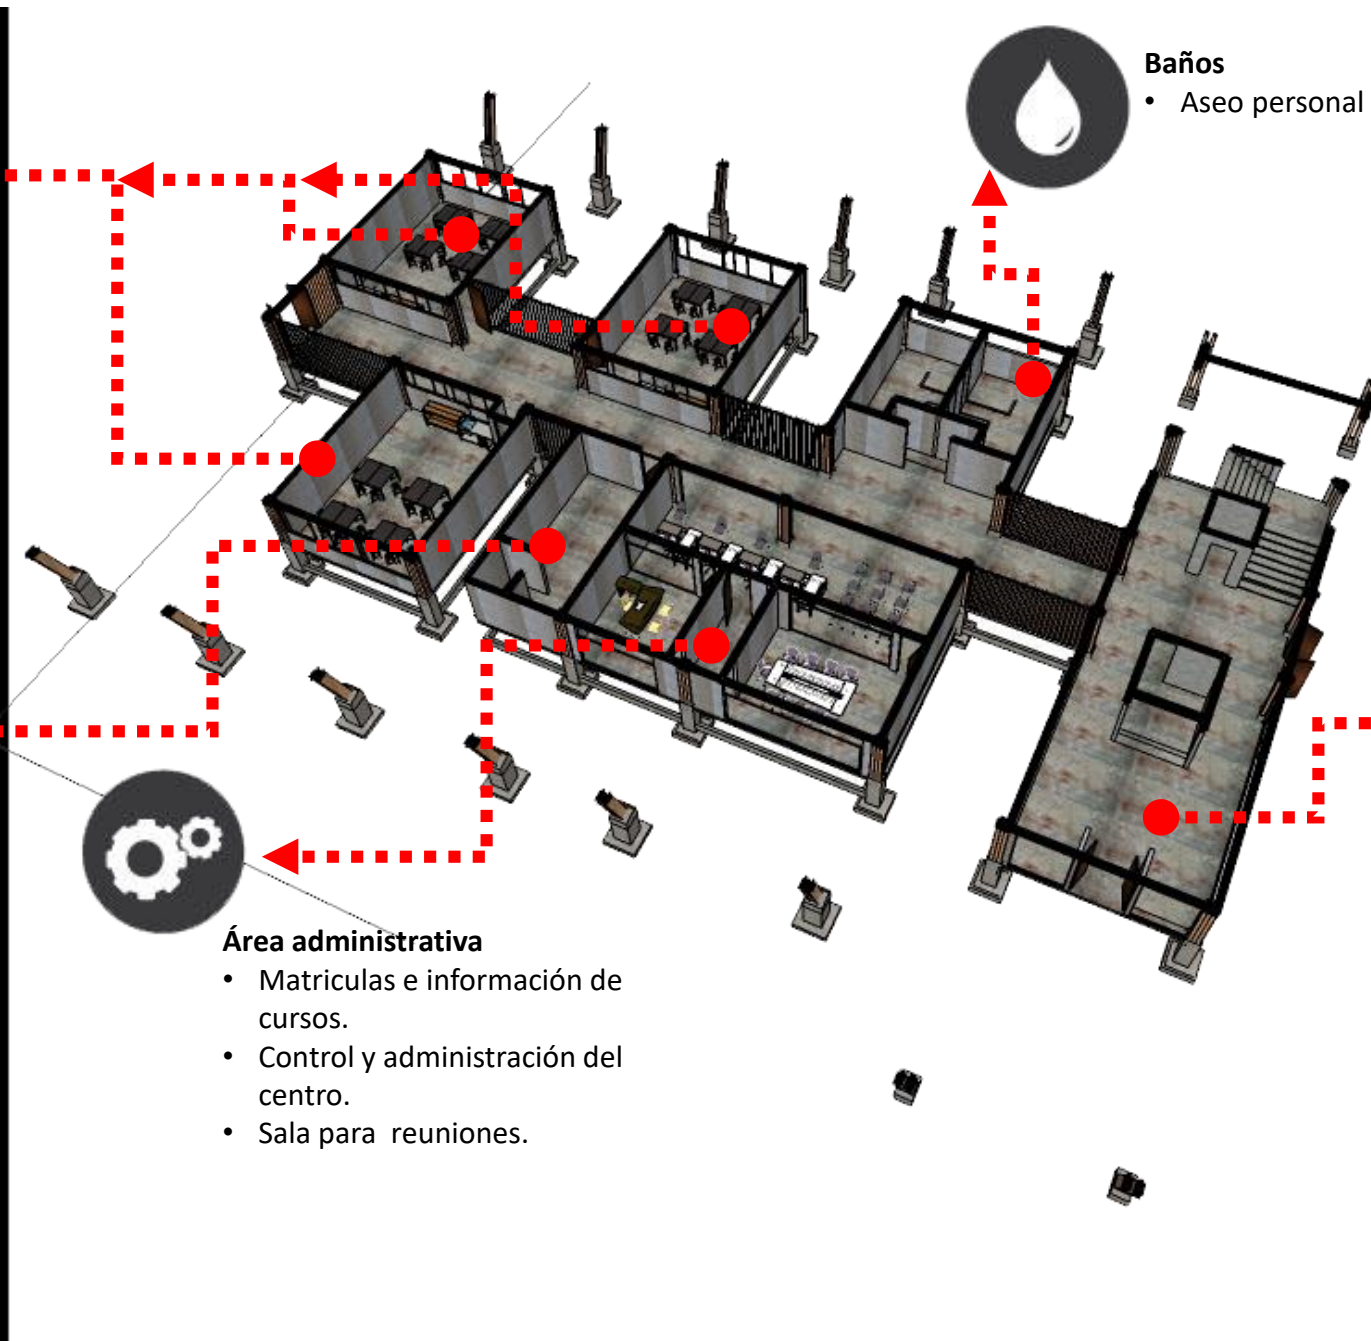 Baños
• Aseo personal
Área administrativa
• Matriculas e información de
cursos.
• Control y administración del
centro.
• Sala para  reuniones.